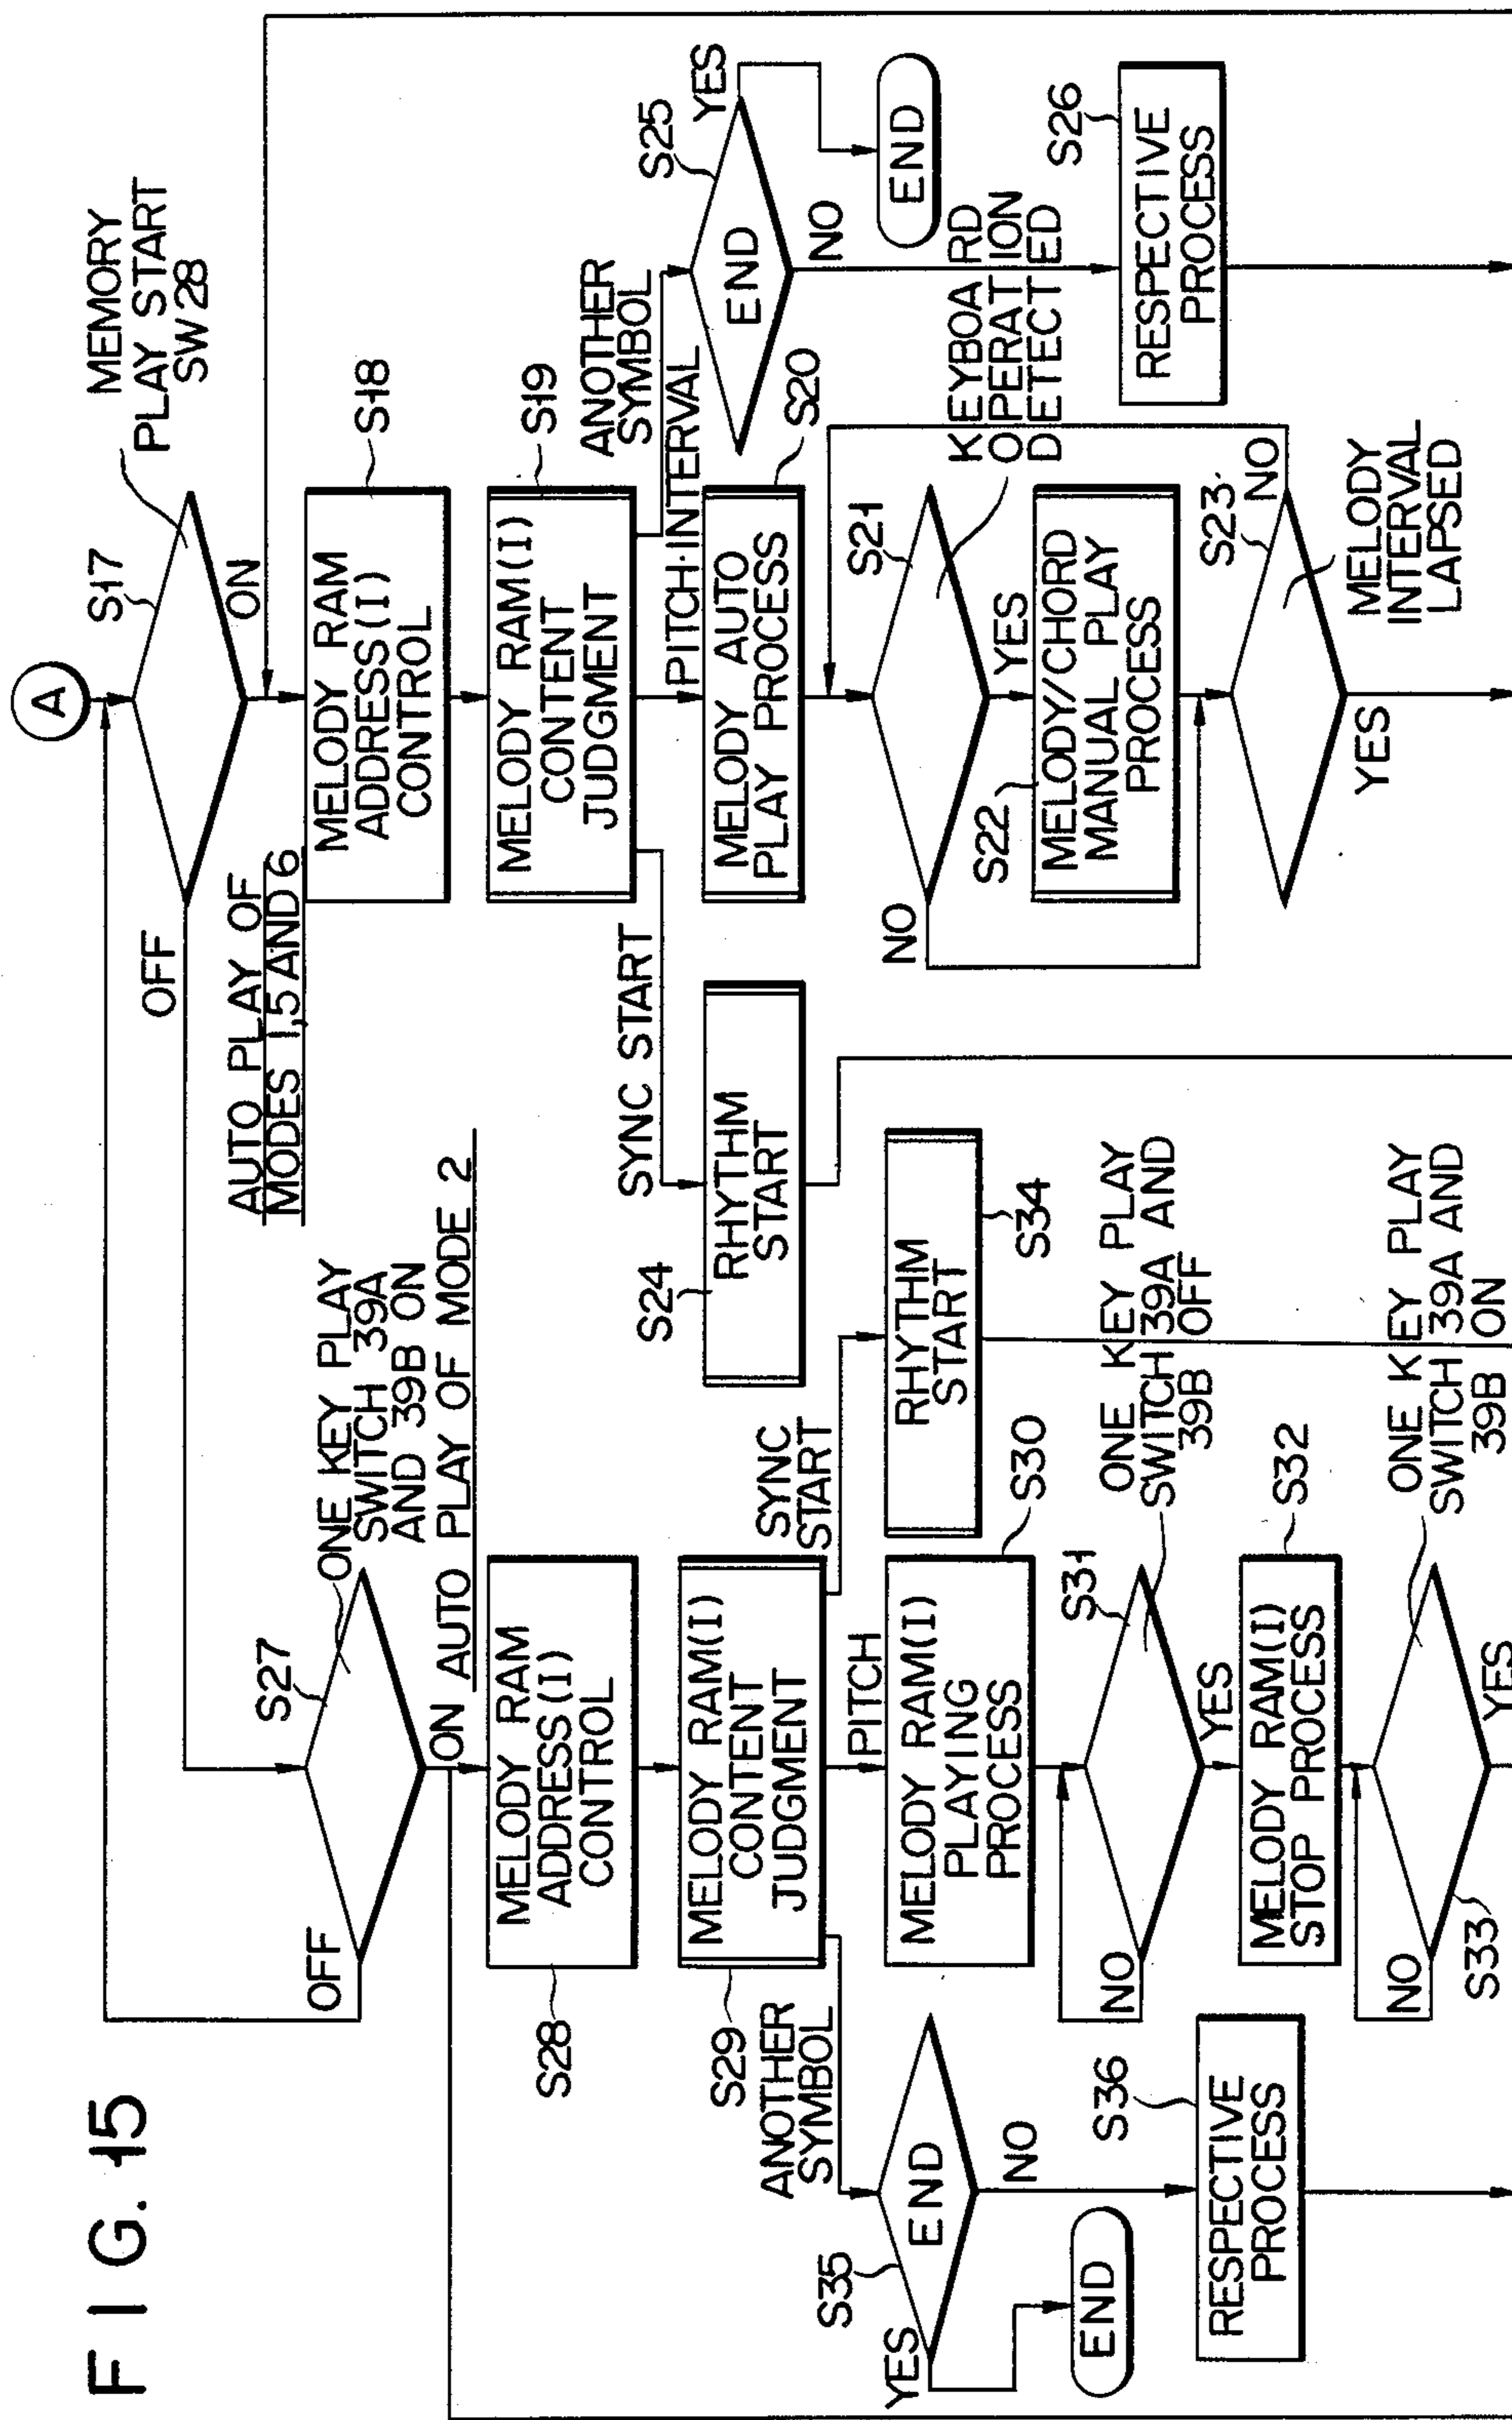 FIG. 15
A
S17
MEMORY
PLAY START
SW 28
OFF
ON
AUTO PLAY OF
MODES 1,5 AND 6
S18
MELODY RAM
ADDRESS(I)
CONTROL
S19
MELODY RAM(I)
CONTENT
JUDGMENT
SYNC START
PITCH·INTERVAL
ANOTHER
SYMBOL
S24
RHYTHM
START
S20
MELODY AUTO
PLAY PROCESS
S25
END
YES
END
NO
S21
KEYBOARD
OPERATION
DETECTED
NO
YES
S22
MELODY/CHORD
MANUAL PLAY
PROCESS
S26
RESPECTIVE
PROCESS
S23
NO
MELODY
INTERVAL
LAPSED
YES
S27
ONE KEY PLAY
SWITCH 39A
AND 39B ON
OFF
ON
AUTO PLAY OF MODE 2
S28
MELODY RAM
ADDRESS(I)
CONTROL
S29
MELODY RAM(I)
CONTENT
JUDGMENT
ANOTHER
SYMBOL
PITCH
SYNC
START
S34
RHYTHM
START
S30
MELODY RAM(I)
PLAYING
PROCESS
S35
END
YES
END
NO
S31
ONE KEY PLAY
SWITCH 39A AND
39B OFF
NO
YES
S32
MELODY RAM(I)
STOP PROCESS
S36
RESPECTIVE
PROCESS
S33
ONE KEY PLAY
SWITCH 39A AND
39B ON
NO
YES